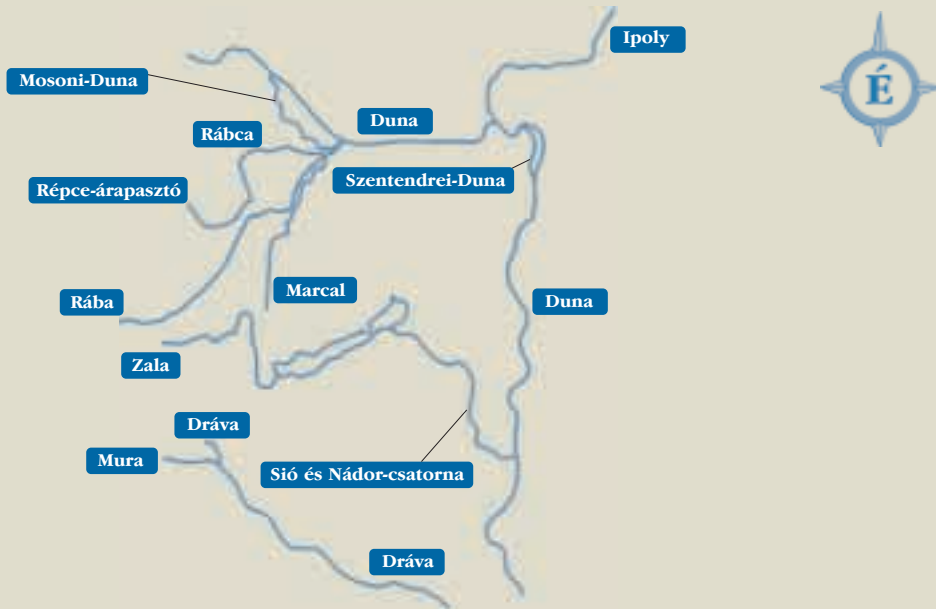 Ipoly
Mosoni-Duna
É
Duna
Rábca
Szentendrei-Duna
Répce-árapasztó
Marcal
Rába
Duna
Zala
Dráva
Mura
Sió és Nádor-csatorna
Dráva